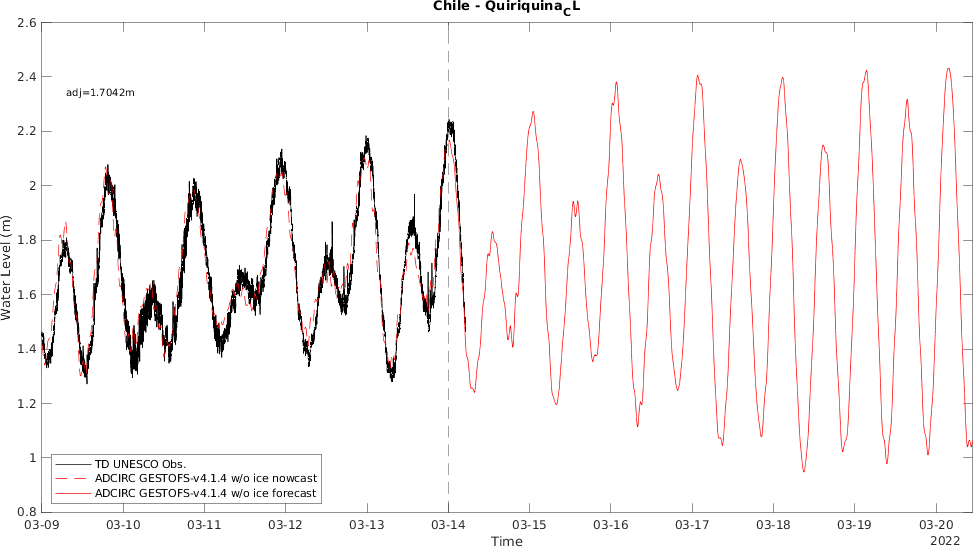 Chile - Quiriquina_CL
2.6
2.4
adj=1.7042m
2.2
2
1.8
Water Level (m)
1.6
1.4
1.2
TD UNESCO Obs.
1
ADCIRC GESTOFS-v4.1.4 w/o ice nowcast
ADCIRC GESTOFS-v4.1.4 w/o ice forecast
0.8
03-09 03-10 03-11 03-12 03-13 03-14 03-15 03-16 03-17 03-18 03-19 03-20
Time
2022